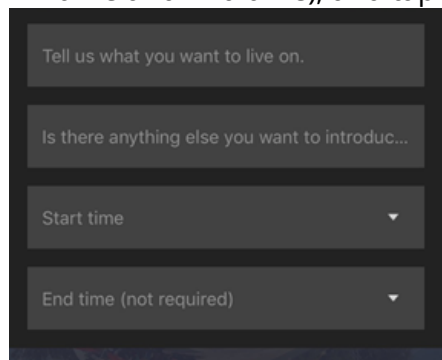 Tell us what you want to live on.
Is there anything else you want to introduc...
Start time
End time (not required)